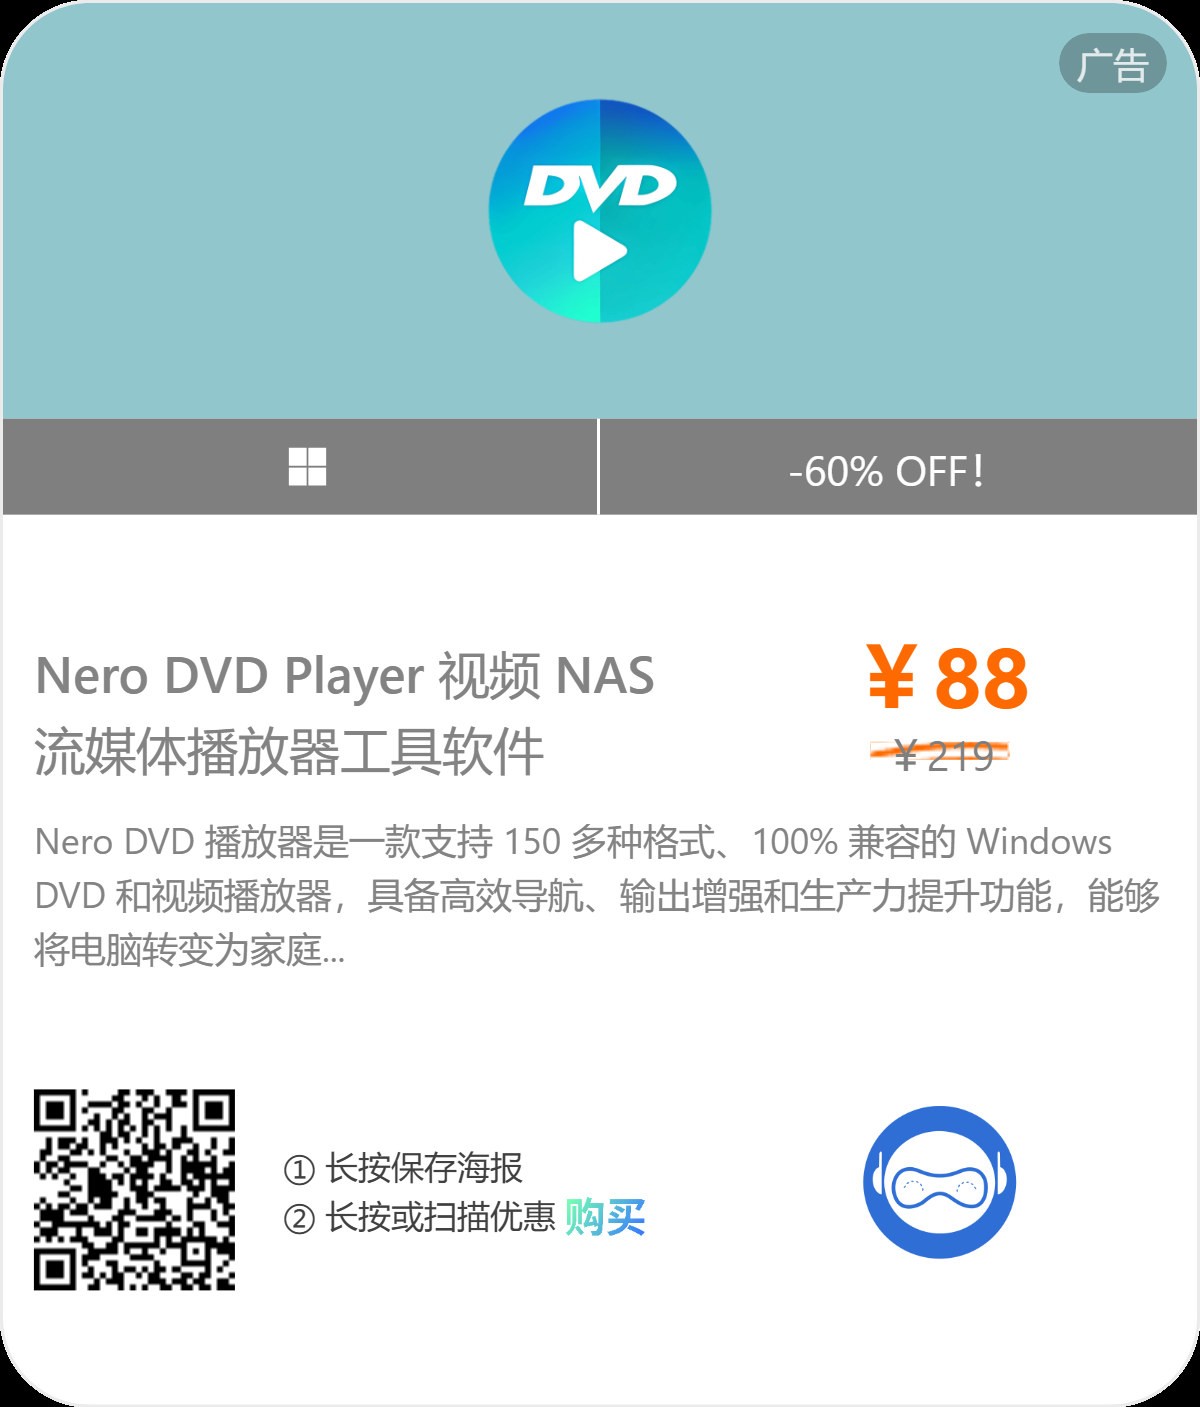 广告
DVD
-60% OFF!
Nero DVD Player 视频 NAS
流媒体播放器工具软件
¥88
¥219
Nero DVD 播放器是一款支持 150 多种格式、100% 兼容的 Windows
DVD 和视频播放器，具备高效导航、输出增强和生产力提升功能，能够
将电脑转变为家庭...
① 长按保存海报
② 长按或扫描优惠 购买